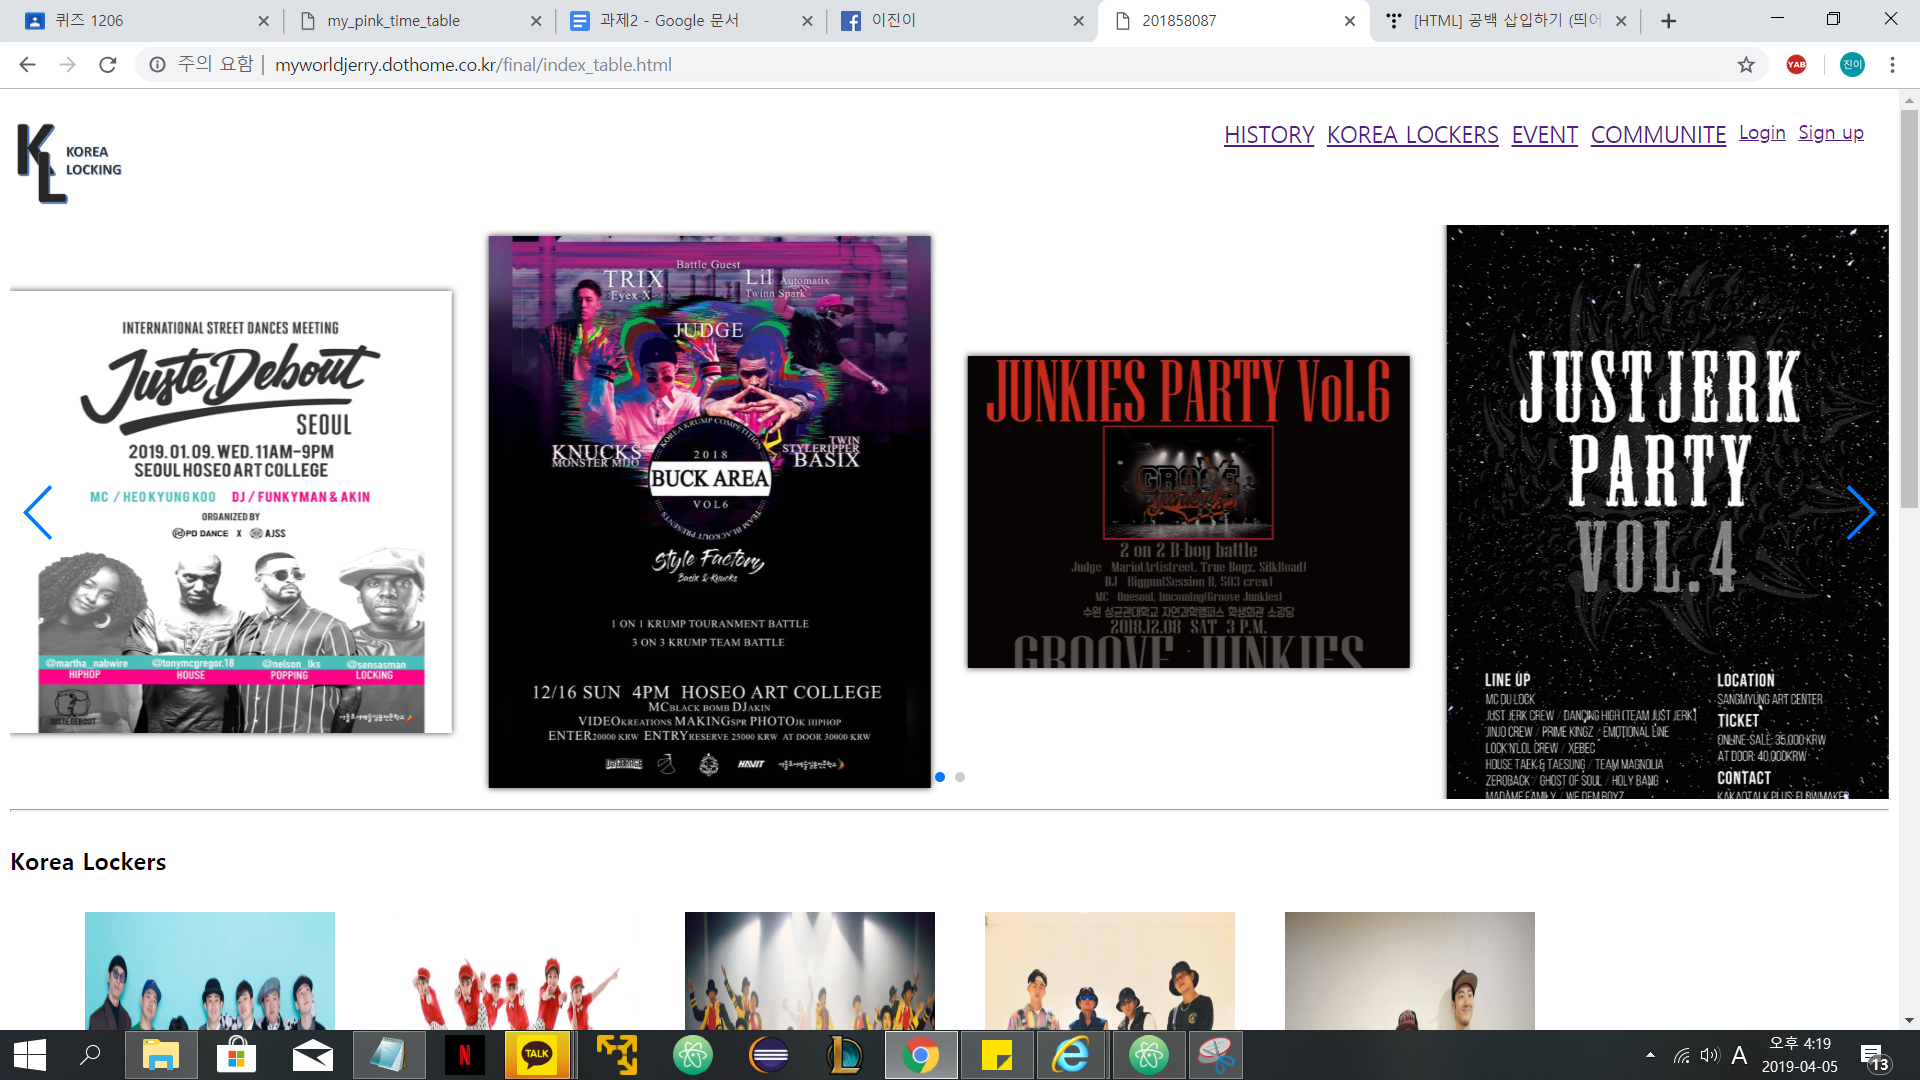 퀴즈 1206
my_pink_time_table
과제2 - Google 문서
이진이
201858087
[HTML] 공백 삽입하기 (띄어
주의 요함
myworldjerry.dothome.co.kr/final/index_table.html
YAB
진이
KL KOREA
LOCKING
HISTORY KOREA LOCKERS EVENT COMMUNITE Login Sign up
INTERNATIONAL STREET DANCES MEETING
Juste Debout
SEOUL
2019.01.09. WED. 11AM-9PM
SEOUL HOSEO ART COLLEGE
MC / HEO KYUNG KOO DJ / FUNKYMAN & AKIN
ORGANIZED BY
PD DANCE X AJSS
@martha_nabwire @tonymcgregor.18 @nelson_lks @sensasman
HIPHOP HOUSE POPPING LOCKING
JUSTE DEBOUT
Battle Guest
TRIX Lil Automatix
Eyex-X Twinn Spark
JUDGE
KNUCKS
MONSTER MIJO
TWIN
STYLERIPPER
BASIX
KOREA KRUMP COMPETITION
2018
BUCK AREA
VOL6
TEAM BLACKOUT PRESENTS
Style Factory
Basix & Knucks
1 ON 1 KRUMP TOURANMENT BATTLE
3 ON 3 KRUMP TEAM BATTLE
12/16 SUN 4PM HOSEO ART COLLEGE
MC BLACK BOMB DJ AKIN
VIDEO KREATIONS MAKING SPR PHOTO JK HIPHOP
ENTER 20000 KRW ENTRY RESERVE 25000 KRW AT DOOR 30000 KRW
HAVIT
JUNKIES PARTY Vol.6
GROOVE
2 on 2 B-boy battle
Judge Mario(Artistreet, True Boyz, SilkRoad)
DJ Biggun(Session B, 503 crew)
MC Onesoul, Imcoming(Groove Junkies)
수원 성균관대학교 자연과학캠퍼스 학생회관 소강당
2018.12.08 SAT 3 P.M.
GROOVE JUNKIES
JUSTJERK
PARTY
VOL.4
LINE UP
MC DU LOCK
JUST JERK CREW / DANCING HIGH (TEAM JUST JERK)
JINJO CREW / PRIME KINGZ / EMOTIONAL LINE
LOCK'N'LOL CREW / XEBEC
HOUSE TAEK & TAESUNG / TEAM MAGNOLIA
ZEROBACK / GHOST OF SOUL / HOLY BANG
MADAME FAMILY / WE DEM BOYZ
LOCATION
SANGMYUNG ART CENTER
TICKET
ONLINE-SALE: 35,000 KRW
AT DOOR: 40,000KRW
CONTACT
KAKAOTALK PLUS: FLOWMAKER
Korea Lockers
N
TALK
A
오후 4:19
2019-04-05
13